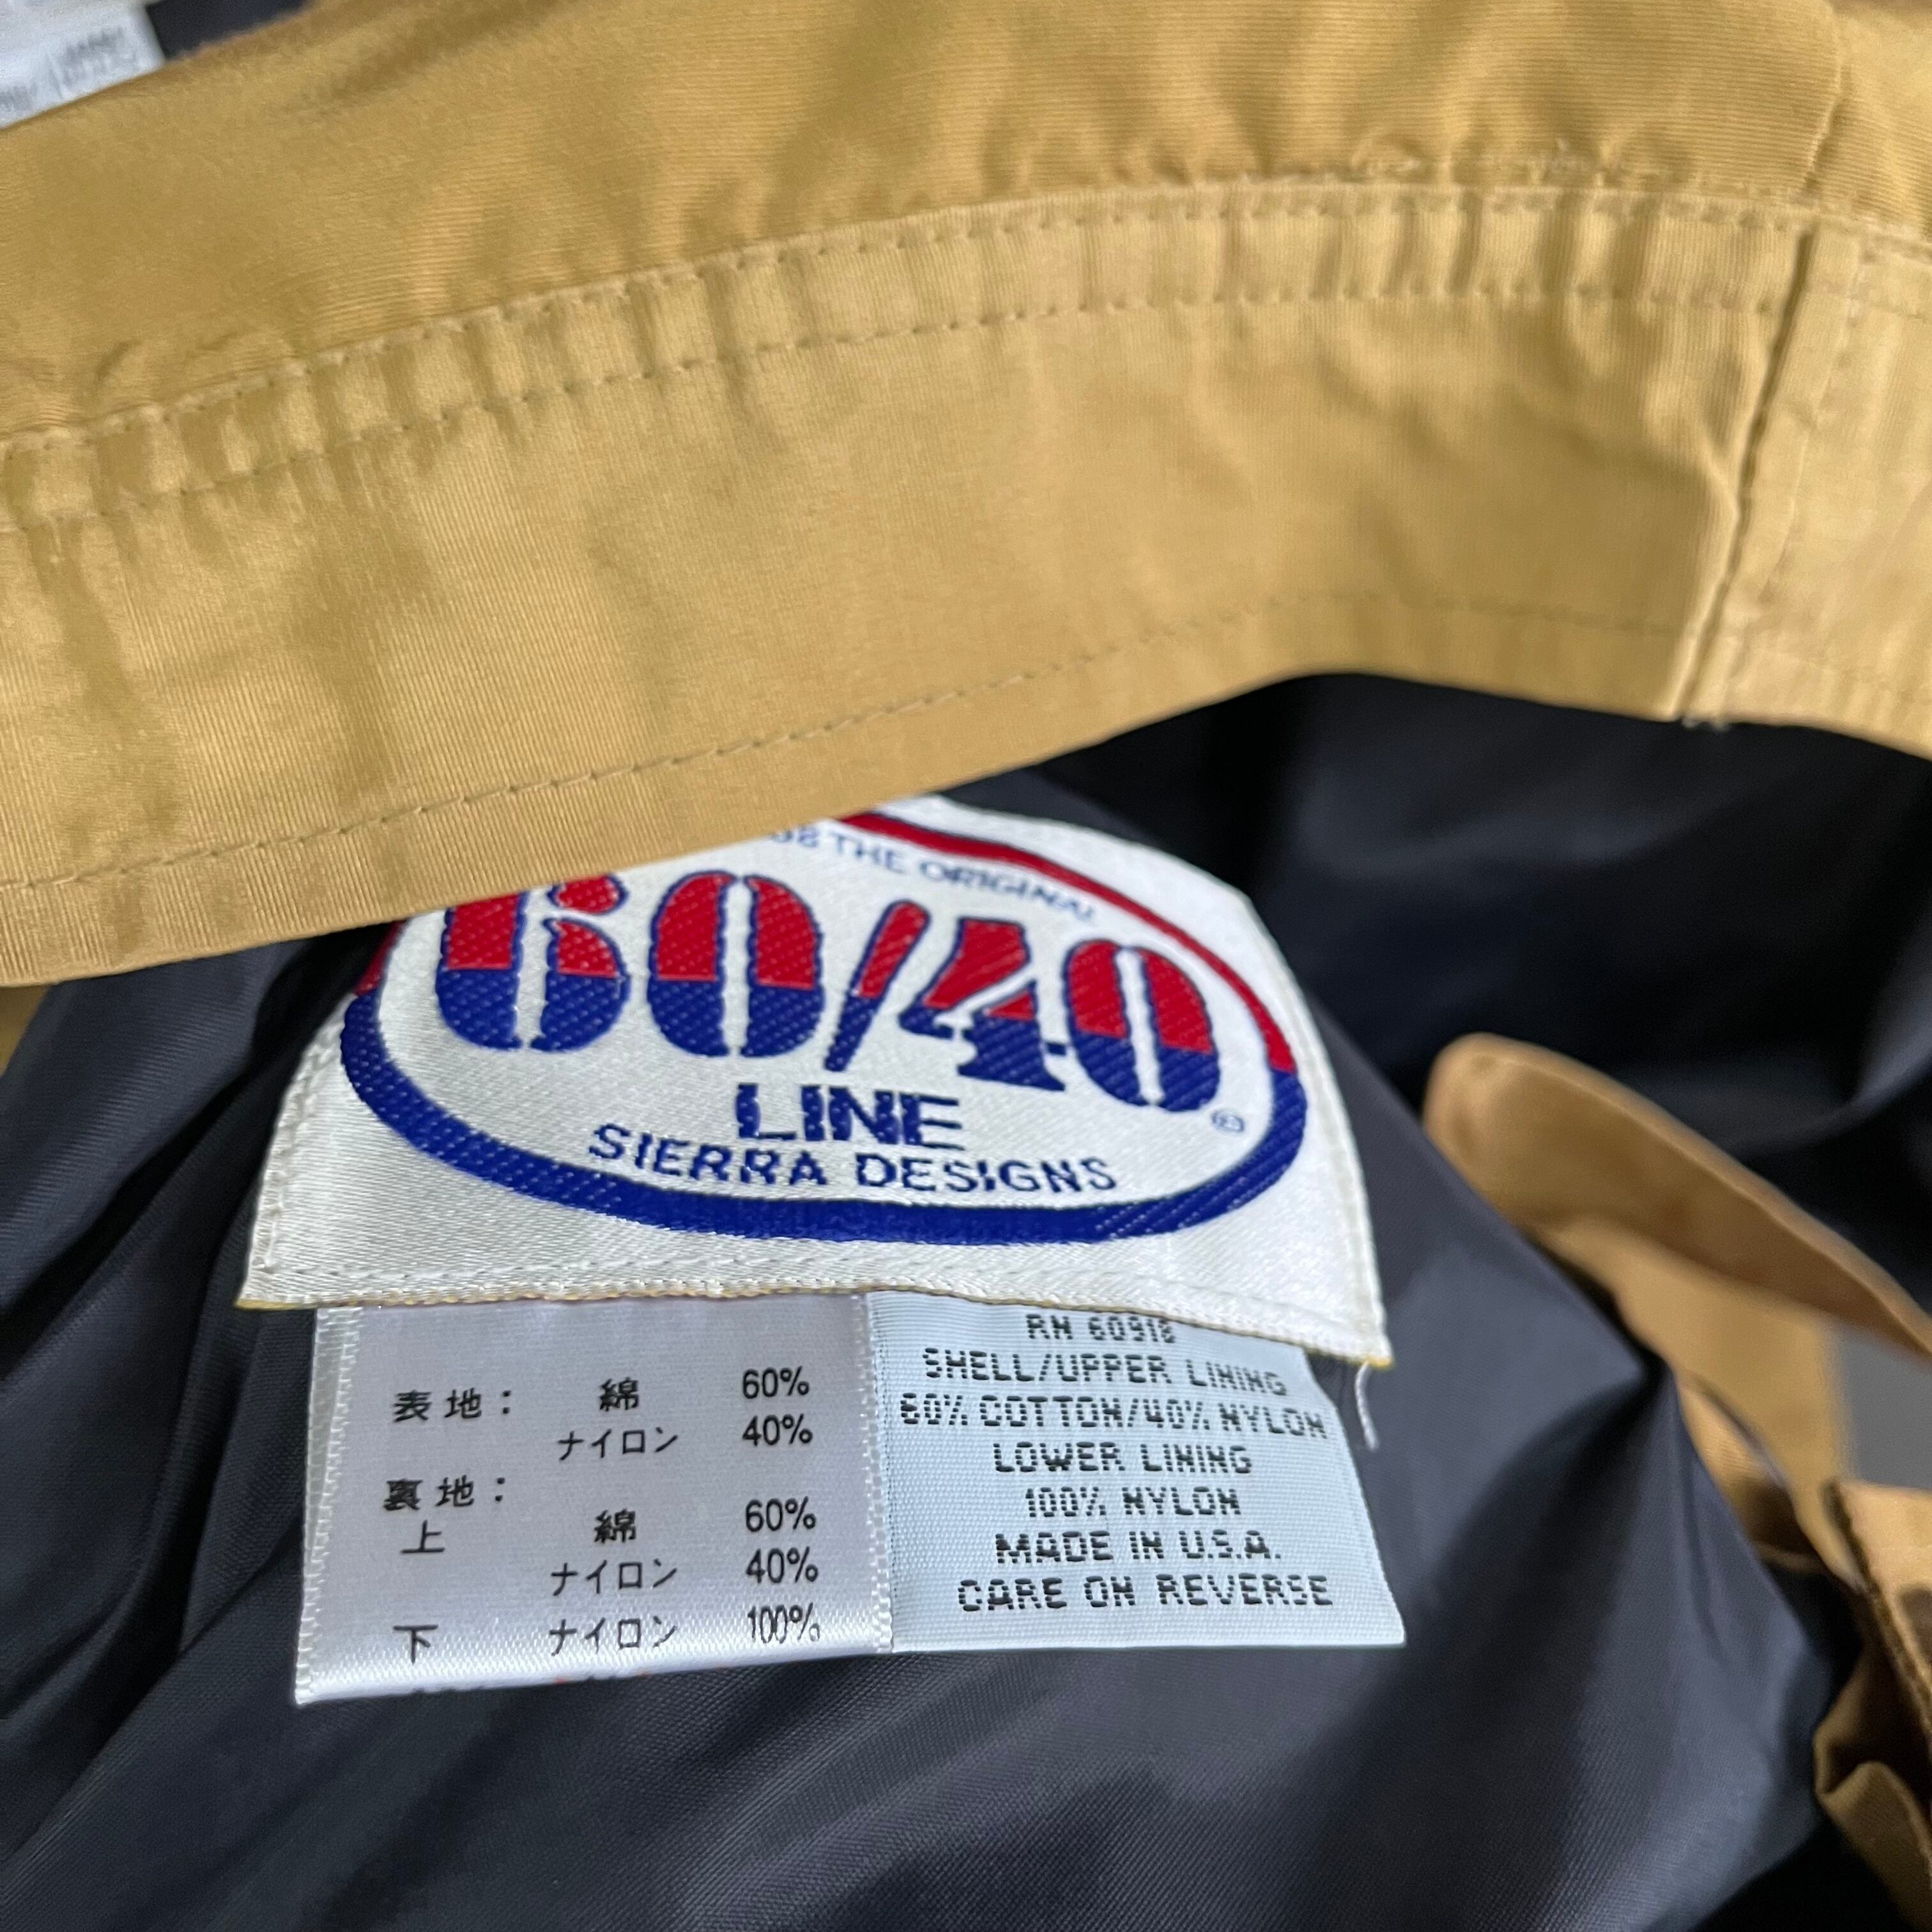 THE ORIGINAL
60/40
LINE
SIERRA DESIGNS
表地: 綿 60%
ナイロン 40%
裏地:
上 綿 60%
ナイロン 40%
下 ナイロン 100%
RN 60918
SHELL/UPPER LINING
60% COTTON/40% NYLON
LOWER LINING
100% NYLON
MADE IN U.S.A.
CARE ON REVERSE